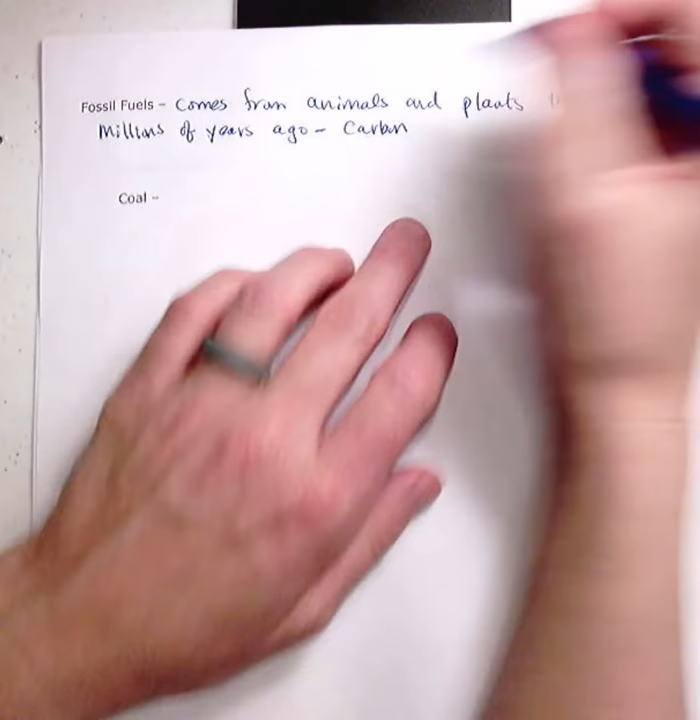 Fossil Fuels - Comes from animals and plants
Millions of years ago - Carbon
Coal -